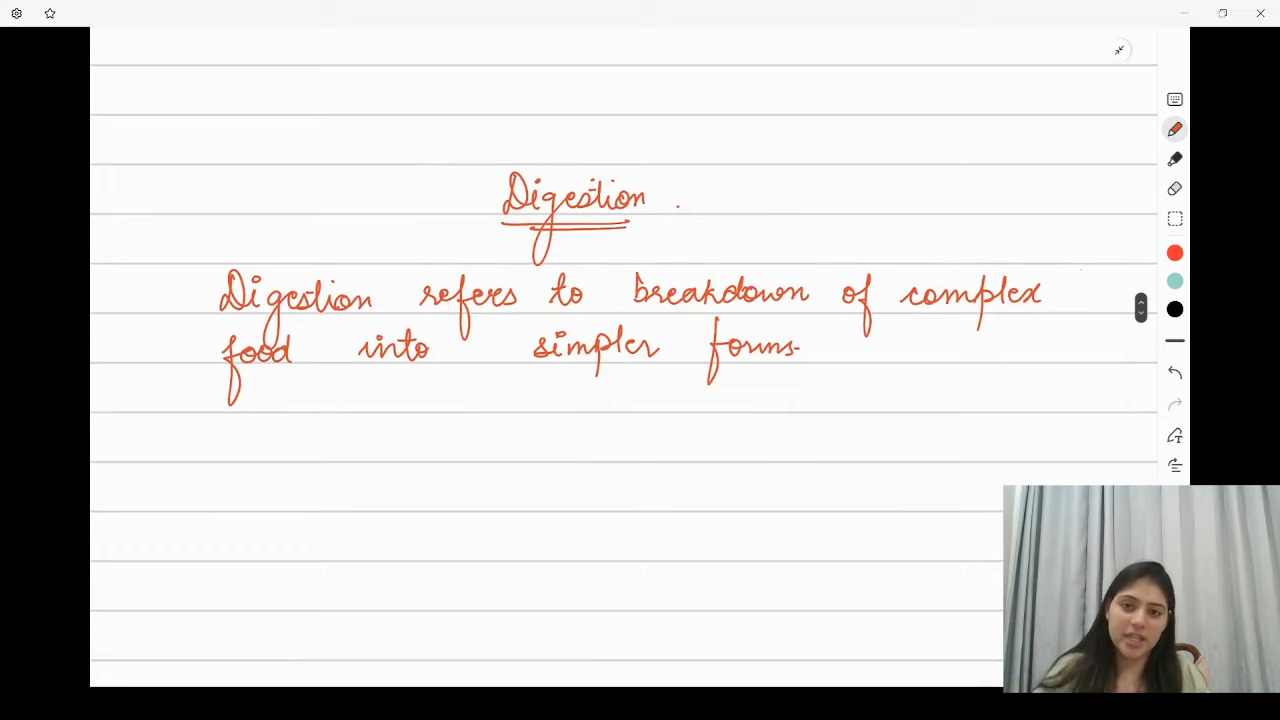 Digestion .
Digestion refers to breakdown of complex
food into simpler forms.